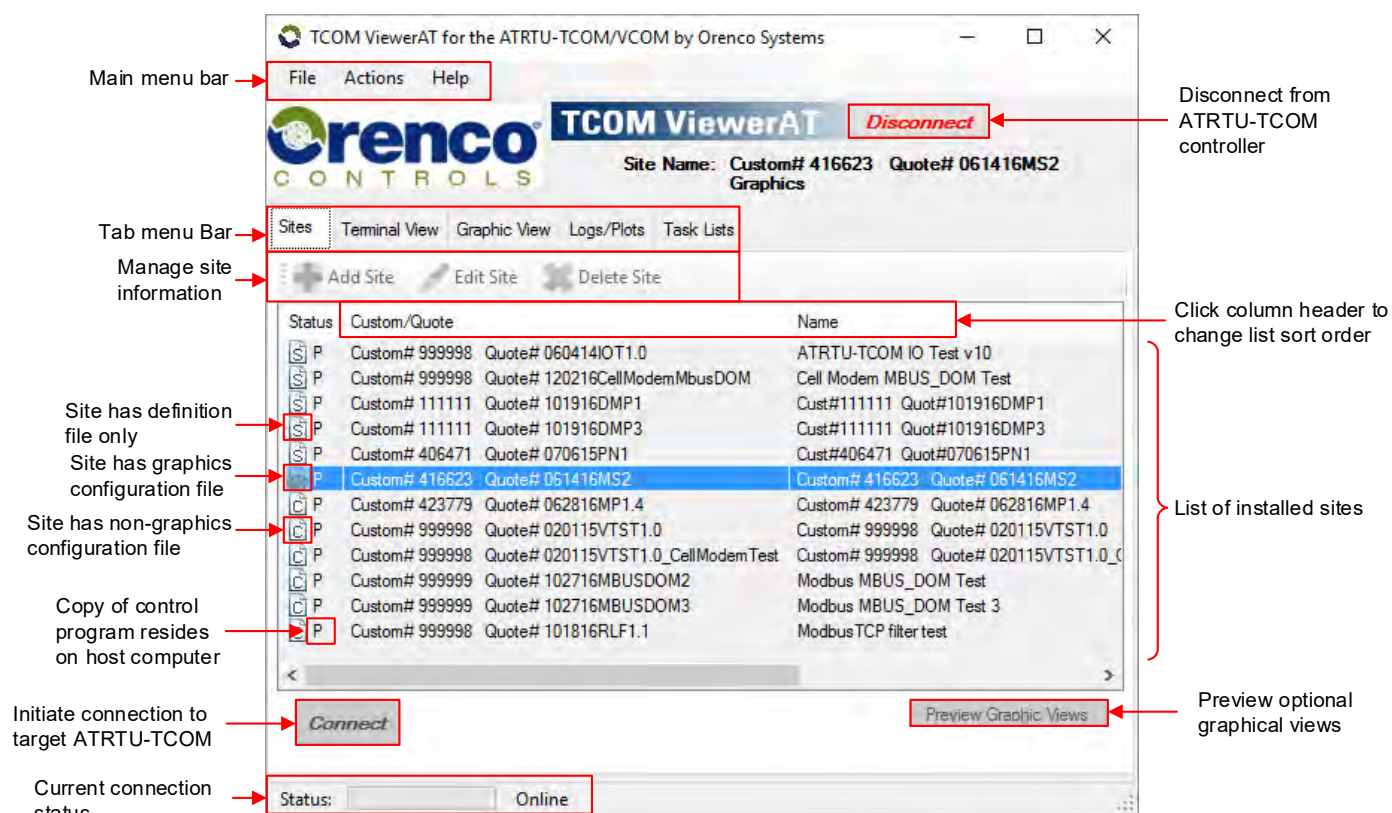 TCOM ViewerAT for the ATRTU-TCOM/VCOM by Orenco Systems
Main menu bar
File Actions Help
Disconnect from
ATRTU-TCOM
controller
Orenco
CONTROLS
TCOM ViewerAT
Disconnect
Site Name: Custom# 416623 Quote# 061416MS2
Graphics
Tab menu Bar
Sites Terminal View Graphic View Logs/Plots Task Lists
Manage site
information
Add Site Edit Site Delete Site
Click column header to
change list sort order
Status Custom/Quote Name
S P Custom# 999998 Quote# 060414IOT1.0 ATRTU-TCOM IO Test v10
S P Custom# 999998 Quote# 120216CellModemMbusDOM Cell Modem MBUS_DOM Test
S P Custom# 111111 Quote# 101916DMP1 Cust#111111 Quot#101916DMP1
S P Custom# 111111 Quote# 101916DMP3 Cust#111111 Quot#101916DMP3
S P Custom# 406471 Quote# 070615PN1 Cust#406471 Quot#070615PN1
P Custom# 416623 Quote# 061416MS2 Custom# 416623 Quote# 061416MS2
C P Custom# 423779 Quote# 062816MP1.4 Custom# 423779 Quote# 062816MP1.4
C P Custom# 999998 Quote# 020115VTST1.0 Custom# 999998 Quote# 020115VTST1.0
C P Custom# 999998 Quote# 020115VTST1.0_CellModemTest Custom# 999998 Quote# 020115VTST1.0_C
C P Custom# 999999 Quote# 102716MBUSDOM2 Modbus MBUS_DOM Test
C P Custom# 999999 Quote# 102716MBUSDOM3 Modbus MBUS_DOM Test 3
C P Custom# 999998 Quote# 101816RLF1.1 ModbusTCP filter test
Site has definition
file only
Site has graphics
configuration file
Site has non-graphics
configuration file
Copy of control
program resides
on host computer
List of installed sites
Initiate connection to
target ATRTU-TCOM
Connect
Preview Graphic Views
Preview optional
graphical views
Current connection
status
Status: Online